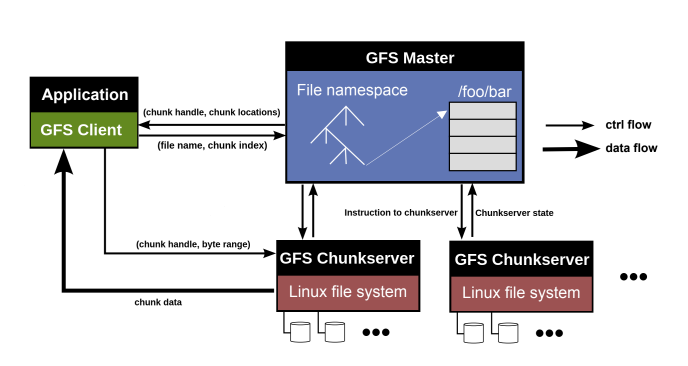 GFS Master
Application
GFS Client
(chunk handle, chunk locations)
(file name, chunk index)
File namespace
/foo/bar
ctrl flow
data flow
Instruction to chunkserver
Chunkserver state
(chunk handle, byte range)
chunk data
GFS Chunkserver
Linux file system
GFS Chunkserver
Linux file system